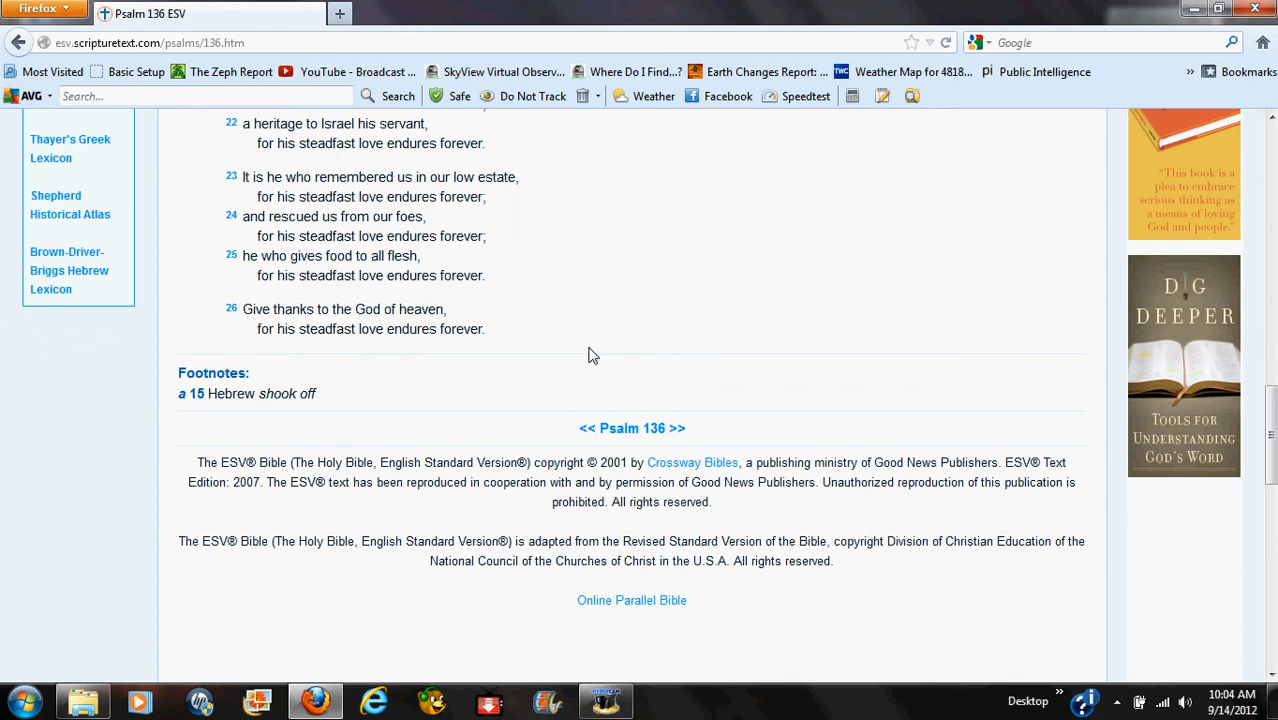 Firefox
Psalm 136 ESV
esv.scripturetext.com/psalms/136.htm
Google
Most Visited
Basic Setup
The Zeph Report
YouTube - Broadcast ...
SkyView Virtual Observ...
Where Do I Find...?
Earth Changes Report: ...
TWC
Weather Map for 4818...
pi Public Intelligence
»
Bookmarks
AVG
Search...
Search
Safe
Do Not Track
Weather
Facebook
Speedtest
Thayer's Greek
Lexicon
Shepherd
Historical Atlas
Brown-Driver-
Briggs Hebrew
Lexicon
22 a heritage to Israel his servant,
for his steadfast love endures forever.
23 It is he who remembered us in our low estate,
for his steadfast love endures forever;
24 and rescued us from our foes,
for his steadfast love endures forever;
25 he who gives food to all flesh,
for his steadfast love endures forever.
26 Give thanks to the God of heaven,
for his steadfast love endures forever.
Footnotes:
a 15 Hebrew shook off
<< Psalm 136 >>
The ESV® Bible (The Holy Bible, English Standard Version®) copyright © 2001 by Crossway Bibles, a publishing ministry of Good News Publishers. ESV® Text
Edition: 2007. The ESV® text has been reproduced in cooperation with and by permission of Good News Publishers. Unauthorized reproduction of this publication is
prohibited. All rights reserved.
The ESV® Bible (The Holy Bible, English Standard Version®) is adapted from the Revised Standard Version of the Bible, copyright Division of Christian Education of the
National Council of the Churches of Christ in the U.S.A. All rights reserved.
Online Parallel Bible
"This book is a
plea to embrace
serious thinking as
a means of loving
God and people."
DIG
DEEPER
TOOLS FOR
UNDERSTANDING
GOD'S WORD
Desktop
»
10:04 AM
9/14/2012